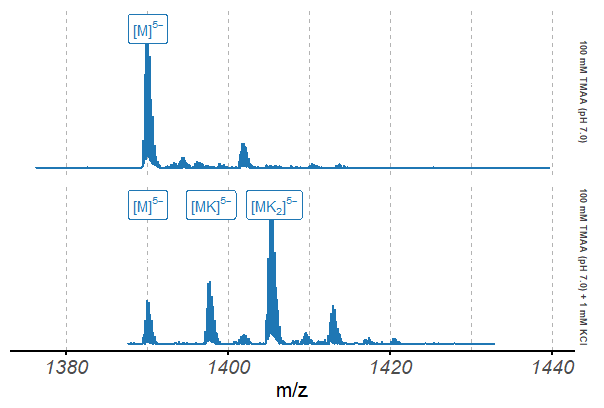 [M]⁵⁻
100 mM TMAA (pH 7.0)
[M]⁵⁻ [MK]⁵⁻ [MK₂]⁵⁻
100 mM TMAA (pH 7.0) + 1 mM KCl
1380 1400 1420 1440
m/z